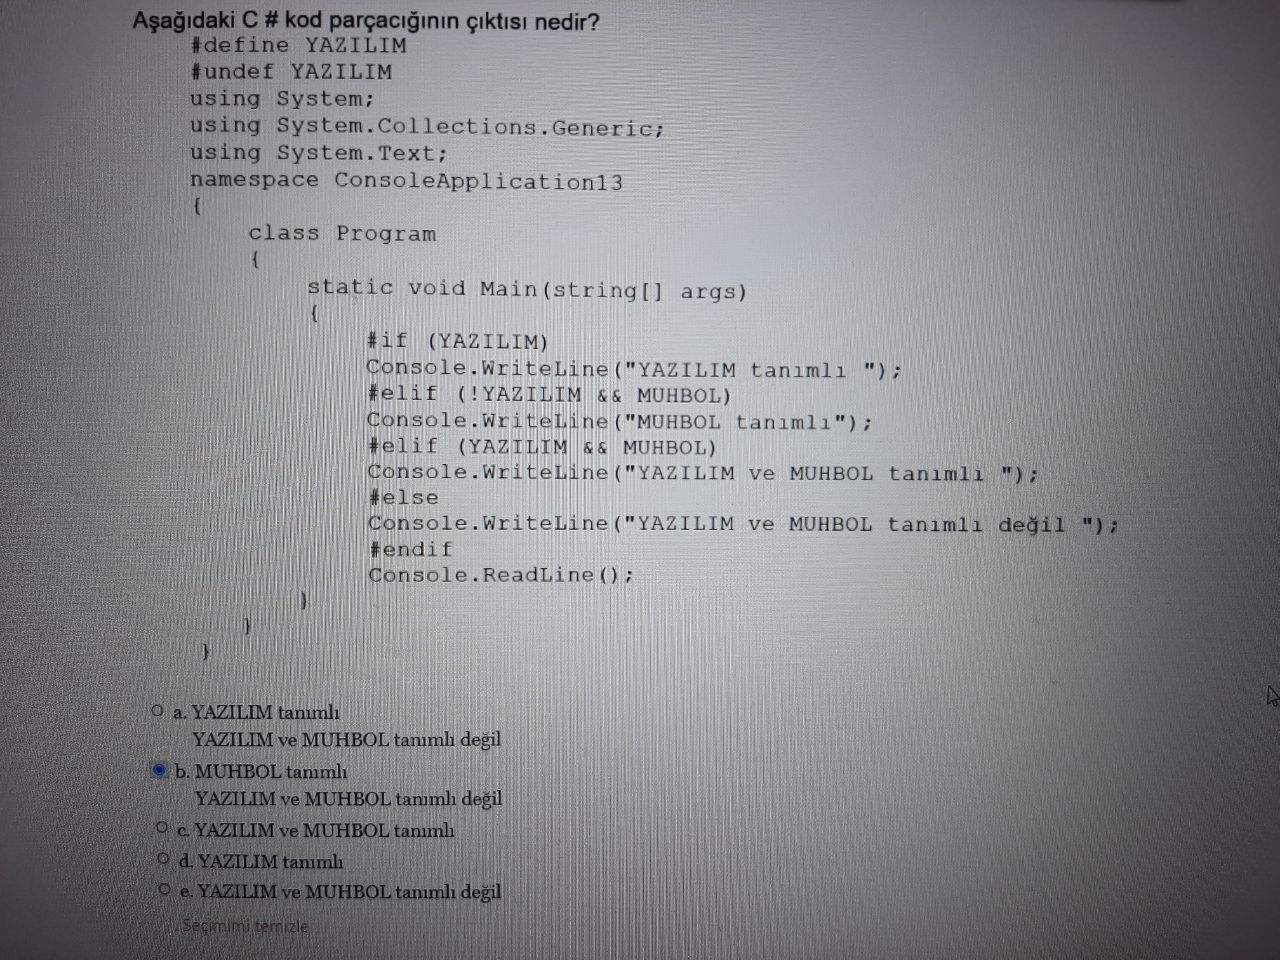 Aşağıdaki C # kod parçacığının çıktısı nedir?
#define YAZILIM
#undef YAZILIM
using System;
using System.Collections.Generic;
using System.Text;
namespace ConsoleApplication13
{
class Program
{
static void Main(string[] args)
{
#if (YAZILIM)
Console.WriteLine("YAZILIM tanımlı ");
#elif (!YAZILIM && MUHBOL)
Console.WriteLine("MUHBOL tanımlı");
#elif (YAZILIM && MUHBOL)
Console.WriteLine("YAZILIM ve MUHBOL tanımlı ");
#else
Console.WriteLine("YAZILIM ve MUHBOL tanımlı değil ");
#endif
Console.ReadLine();
}
}
}
a. YAZILIM tanımlı
YAZILIM ve MUHBOL tanımlı değil
b. MUHBOL tanımlı
YAZILIM ve MUHBOL tanımlı değil
c. YAZILIM ve MUHBOL tanımlı
d. YAZILIM tanımlı
e. YAZILIM ve MUHBOL tanımlı değil
Seçimimi temizle